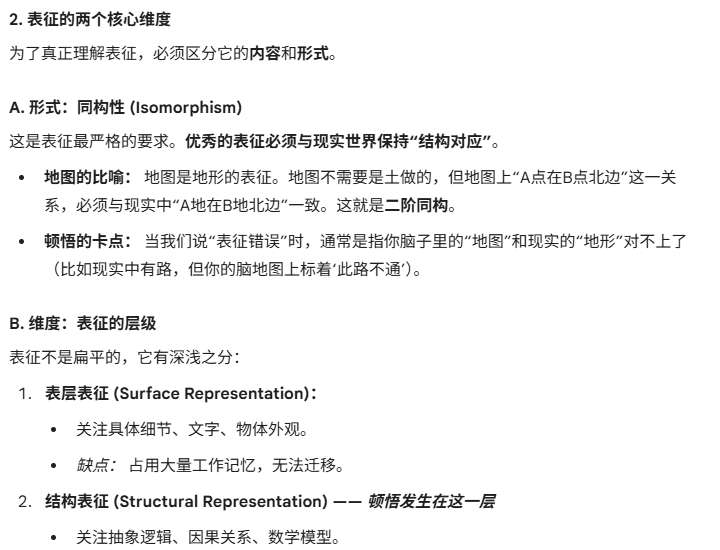 2. 表征的两个核心维度
为了真正理解表征，必须区分它的内容和形式。
A. 形式：同构性 (Isomorphism)
这是表征最严格的要求。优秀的表征必须与现实世界保持“结构对应”。
• 地图的比喻： 地图是地形的表征。地图不需要是土做的，但地图上“A点在B点北边”这一关
系，必须与现实中“A地在B地北边”一致。这就是二阶同构。
• 顿悟的卡点： 当我们说“表征错误”时，通常是指你脑子里的“地图”和现实的“地形”对不上了
（比如现实中有路，但你的脑地图上标着‘此路不通’）。
B. 维度：表征的层级
表征不是扁平的，它有深浅之分：
1. 表层表征 (Surface Representation)：
• 关注具体细节、文字、物体外观。
• 缺点： 占用大量工作记忆，无法迁移。
2. 结构表征 (Structural Representation) —— 顿悟发生在这一层
• 关注抽象逻辑、因果关系、数学模型。